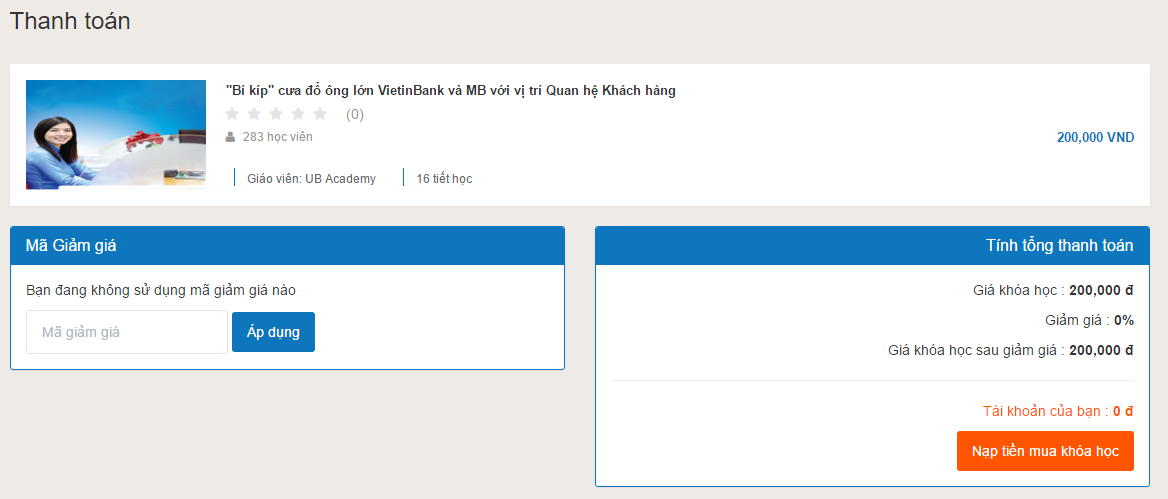 Thanh toán
"Bí kíp" cưa đổ ông lớn VietinBank và MB với vị trí Quan hệ Khách hàng
(0)
283 học viên
200,000 VND
Giáo viên: UB Academy
16 tiết học
Mã Giảm giá
Bạn đang không sử dụng mã giảm giá nào
Mã giảm giá
Áp dụng
Tính tổng thanh toán
Giá khóa học : 200,000 đ
Giảm giá : 0%
Giá khóa học sau giảm giá : 200,000 đ
Tài khoản của bạn : 0 đ
Nạp tiền mua khóa học